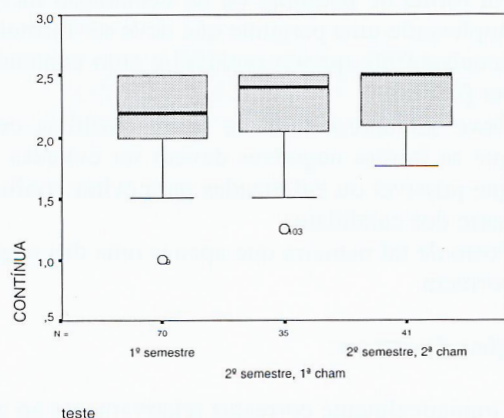 3,0
2,5
2,0
1,5
1,0
,5
CONTÍNUA
103
9
N = 70 35 41
1º semestre
2º semestre, 2ª cham
2º semestre, 1ª cham
teste